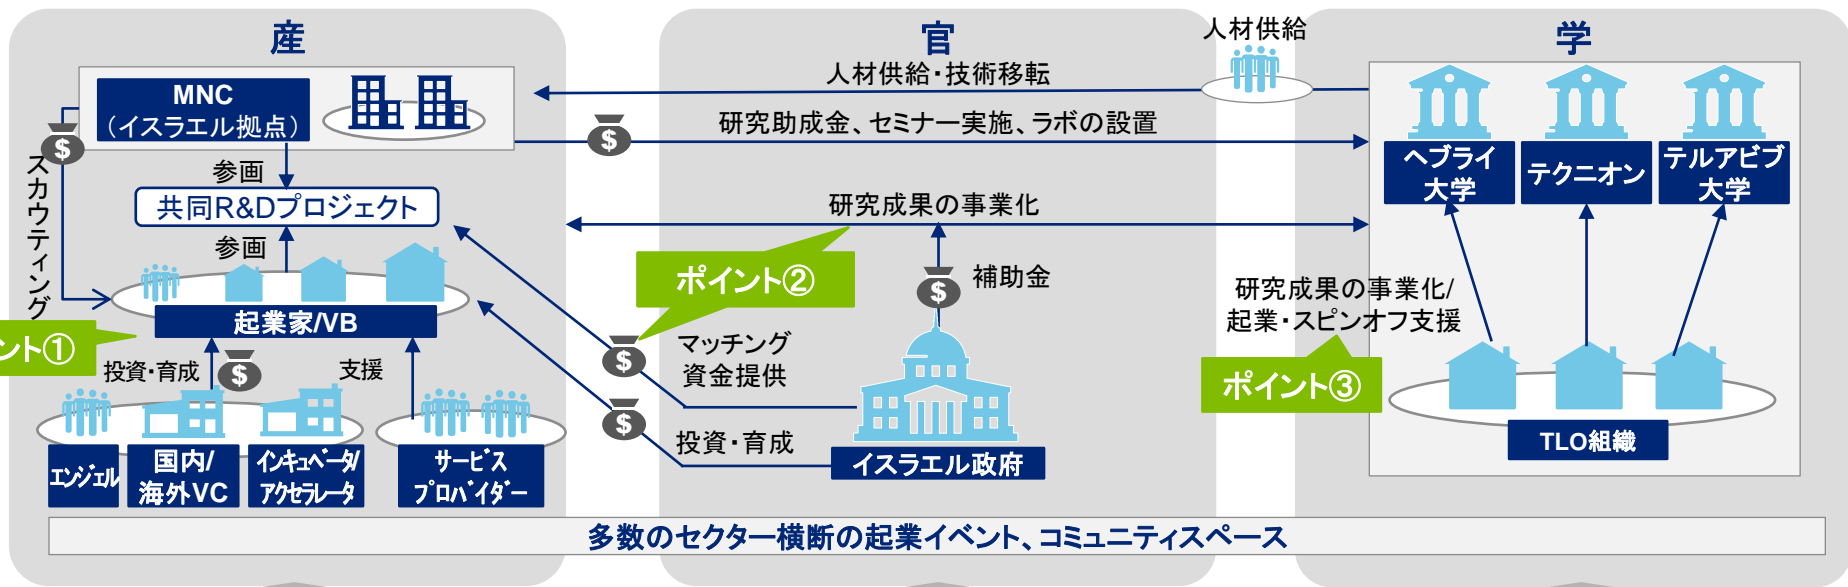 産
官
学
人材供給
MNC
(イスラエル拠点)
人材供給・技術移転
$
研究助成金、セミナー実施、ラボの設置
$
ヘブライ
大学
テクニオン
テルアビブ
大学
スカウティング
参画
共同R&Dプロジェクト
参画
研究成果の事業化
ポイント②
$
補助金
研究成果の事業化/
起業・スピンオフ支援
起業家/VB
ント①
投資・育成
$
支援
$
マッチング
資金提供
ポイント③
$
投資・育成
エンジェル
国内/
海外VC
インキュベータ/
アクセラレータ
サービス
プロバイダー
イスラエル政府
TLO組織
多数のセクター横断の起業イベント、コミュニティスペース